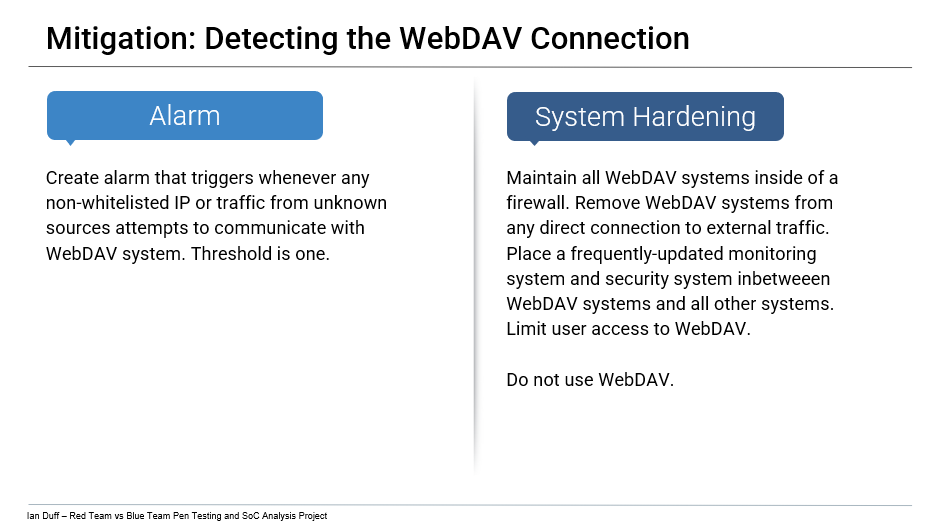 Mitigation: Detecting the WebDAV Connection
Alarm
Create alarm that triggers whenever any
non-whitelisted IP or traffic from unknown
sources attempts to communicate with
WebDAV system. Threshold is one.
System Hardening
Maintain all WebDAV systems inside of a
firewall. Remove WebDAV systems from
any direct connection to external traffic.
Place a frequently-updated monitoring
system and security system inbetweeen
WebDAV systems and all other systems.
Limit user access to WebDAV.
Do not use WebDAV.
Ian Duff – Red Team vs Blue Team Pen Testing and SoC Analysis Project